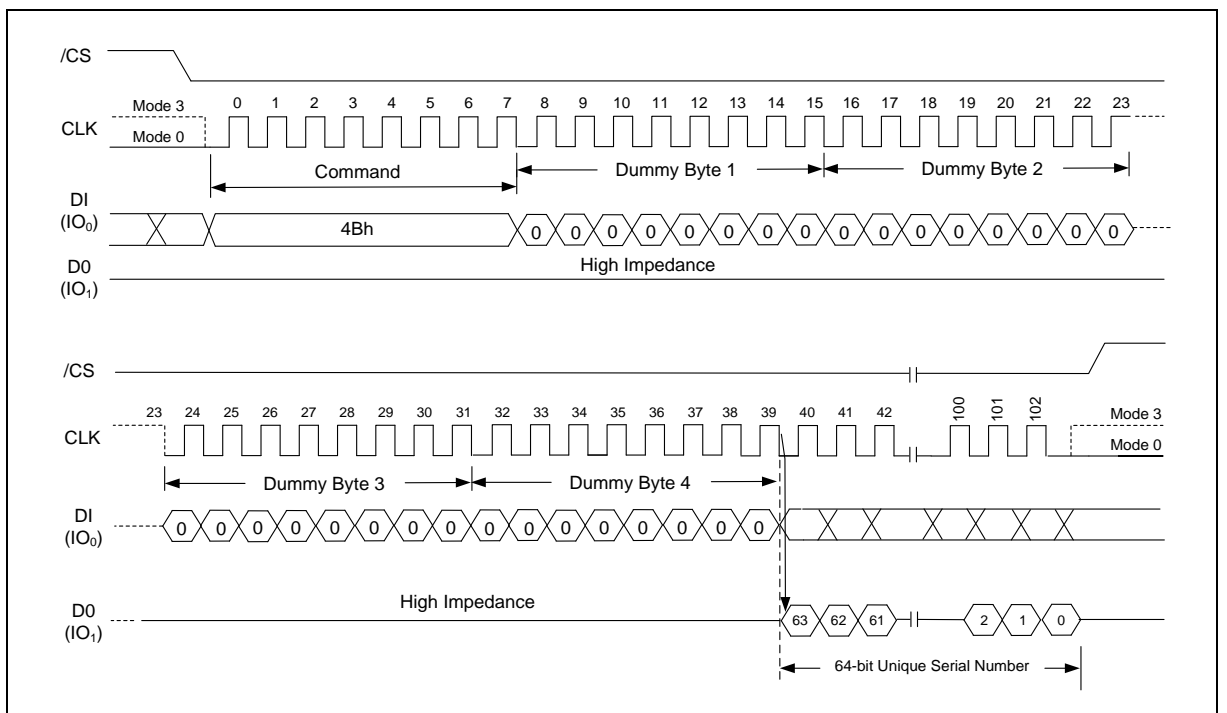 /CS
Mode 3
0 1 2 3 4 5 6 7 8 9 10 11 12 13 14 15 16 17 18 19 20 21 22 23
CLK
Mode 0
Command
Dummy Byte 1
Dummy Byte 2
DI
(IO₀)
4Bh
0 0 0 0 0 0 0 0 0 0 0 0 0 0 0 0
High Impedance
D0
(IO₁)
/CS
23 24 25 26 27 28 29 30 31 32 33 34 35 36 37 38 39 40 41 42 100 101 102
Mode 3
CLK
Mode 0
Dummy Byte 3
Dummy Byte 4
DI
(IO₀)
0 0 0 0 0 0 0 0 0 0 0 0 0 0 0 0
High Impedance
D0
(IO₁)
63 62 61 2 1 0
64-bit Unique Serial Number